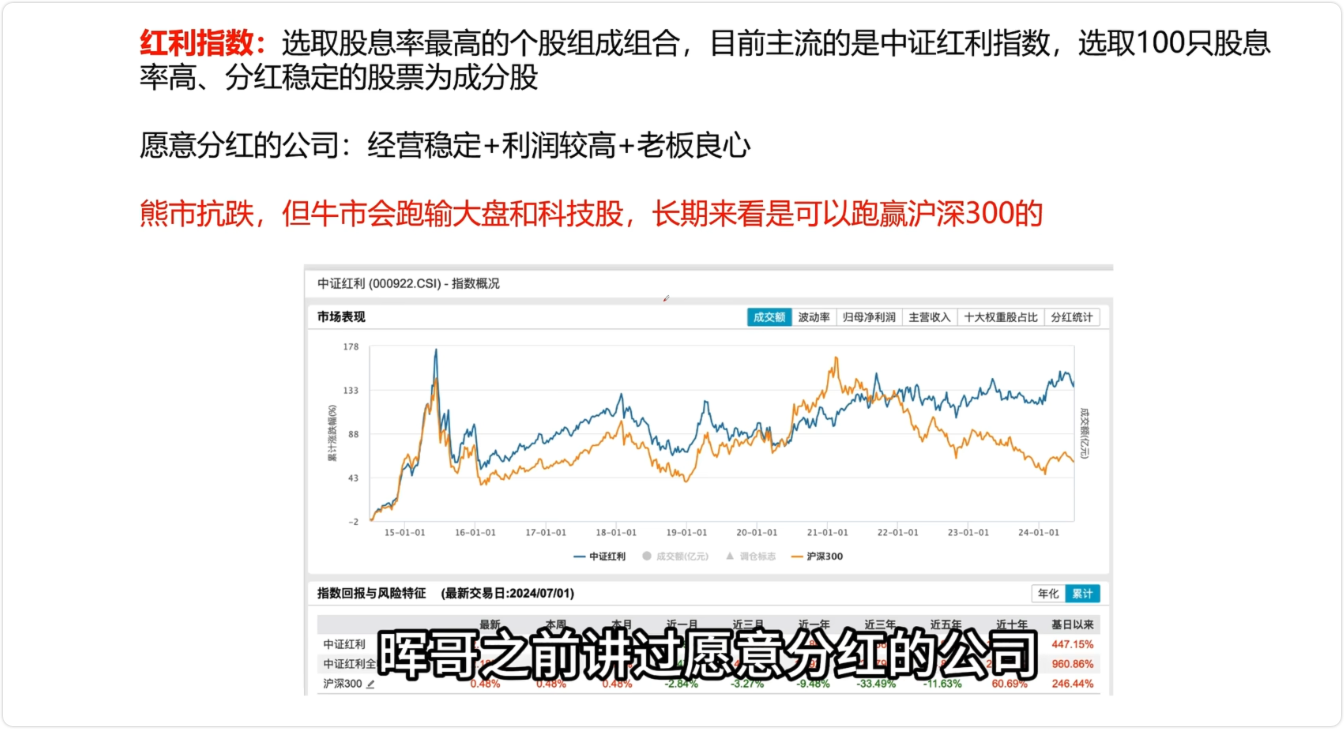 红利指数：选取股息率最高的个股组成组合，目前主流的是中证红利指数，选取100只股息
率高、分红稳定的股票为成分股
愿意分红的公司：经营稳定+利润较高+老板良心
熊市抗跌，但牛市会跑输大盘和科技股，长期来看是可以跑赢沪深300的
中证红利 (000922.CSI) - 指数概况
市场表现
成交额 波动率 归母净利润 主营收入 十大权重股占比 分红统计
178
133
88
43
-2
累计涨跌幅(%)
成交额(亿元)
15-01-01 16-01-01 17-01-01 18-01-01 19-01-01 20-01-01 21-01-01 22-01-01 23-01-01 24-01-01
中证红利 成交额(亿元) 调仓标志 沪深300
指数回报与风险特征 (最新交易日:2024/07/01)
年化 累计
最新 本周 本月 近一月 近三月 近一年 近三年 近五年 近十年 基日以来
中证红利 447.15%
中证红利全 960.86%
沪深300 0.48% 0.48% 0.48% -2.84% -3.27% -9.48% -33.49% -11.63% 60.69% 246.44%
晖哥之前讲过愿意分红的公司